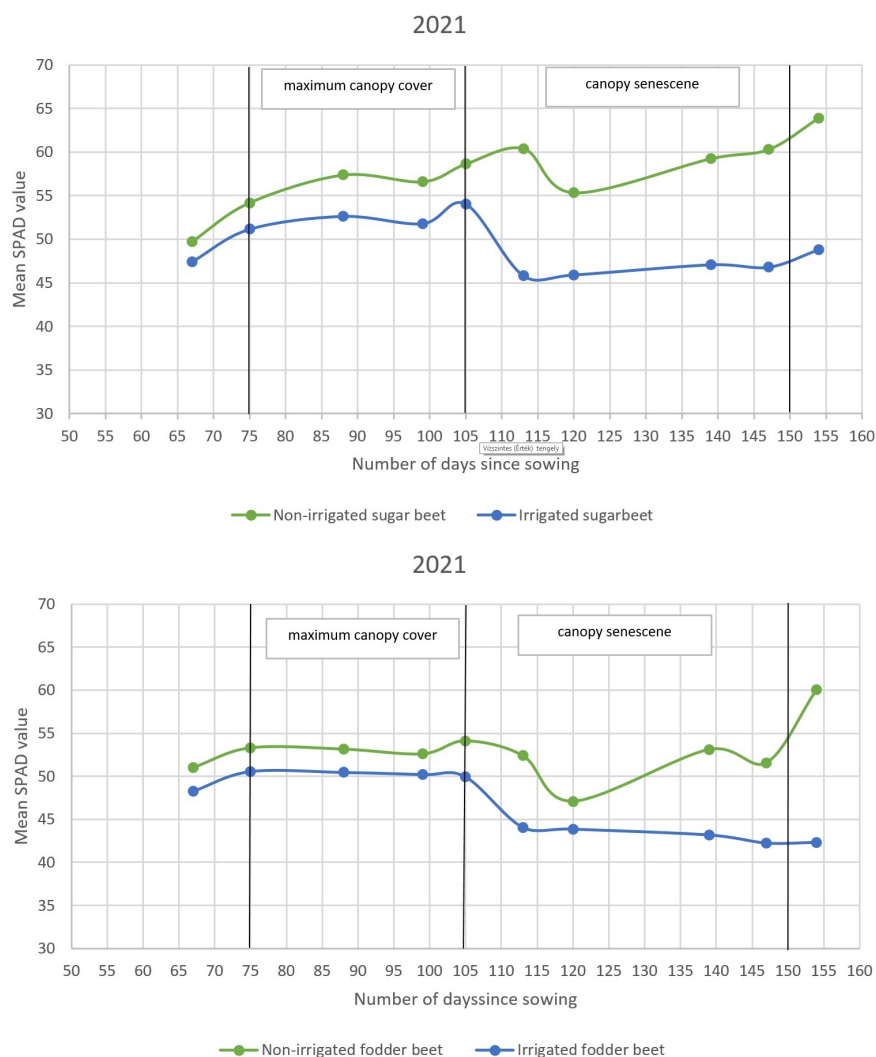 2021
70
maximum canopy cover
canopy senescene
65
60
55
50
45
40
35
30
Mean SPAD value
50 55 60 65 70 75 80 85 90 95 100 105 110 115 120 125 130 135 140 145 150 155 160
Vízszintes (Érték) tengely
Number of days since sowing
Non-irrigated sugar beet Irrigated sugarbeet
2021
70
maximum canopy cover
canopy senescene
65
60
55
50
45
40
35
30
Mean SPAD value
50 55 60 65 70 75 80 85 90 95 100 105 110 115 120 125 130 135 140 145 150 155 160
Number of dayssince sowing
Non-irrigated fodder beet Irrigated fodder beet